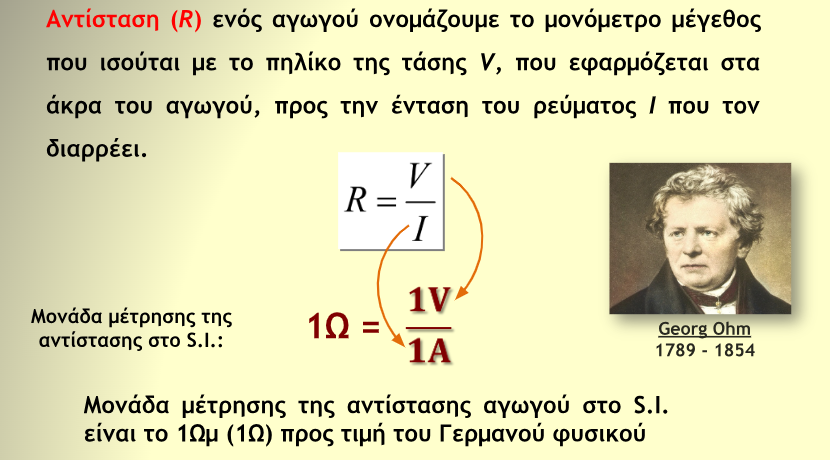 Αντίσταση (R) ενός αγωγού ονομάζουμε το μονόμετρο μέγεθος
που ισούται με το πηλίκο της τάσης V, που εφαρμόζεται στα
άκρα του αγωγού, προς την ένταση του ρεύματος I που τον
διαρρέει.
R = V / I
Μονάδα μέτρησης της
αντίστασης στο S.I.:
1Ω = 1V / 1A
Georg Ohm
1789 - 1854
Μονάδα μέτρησης της αντίστασης αγωγού στο S.I.
είναι το 1Ωμ (1Ω) προς τιμή του Γερμανού φυσικού